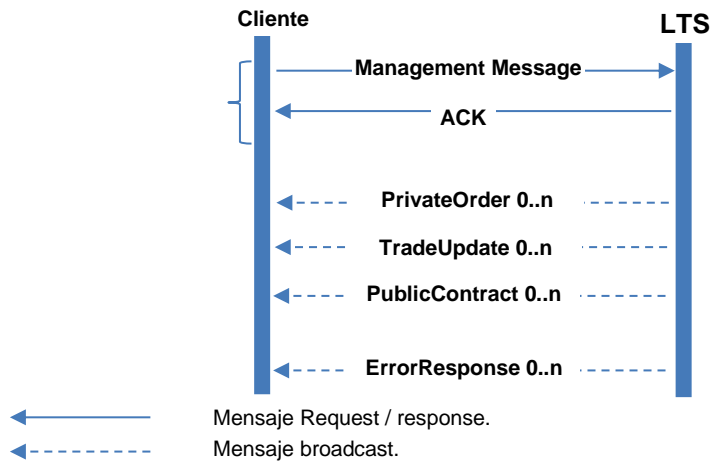 Cliente
LTS
Management Message
ACK
PrivateOrder 0..n
TradeUpdate 0..n
PublicContract 0..n
ErrorResponse 0..n
Mensaje Request / response.
Mensaje broadcast.